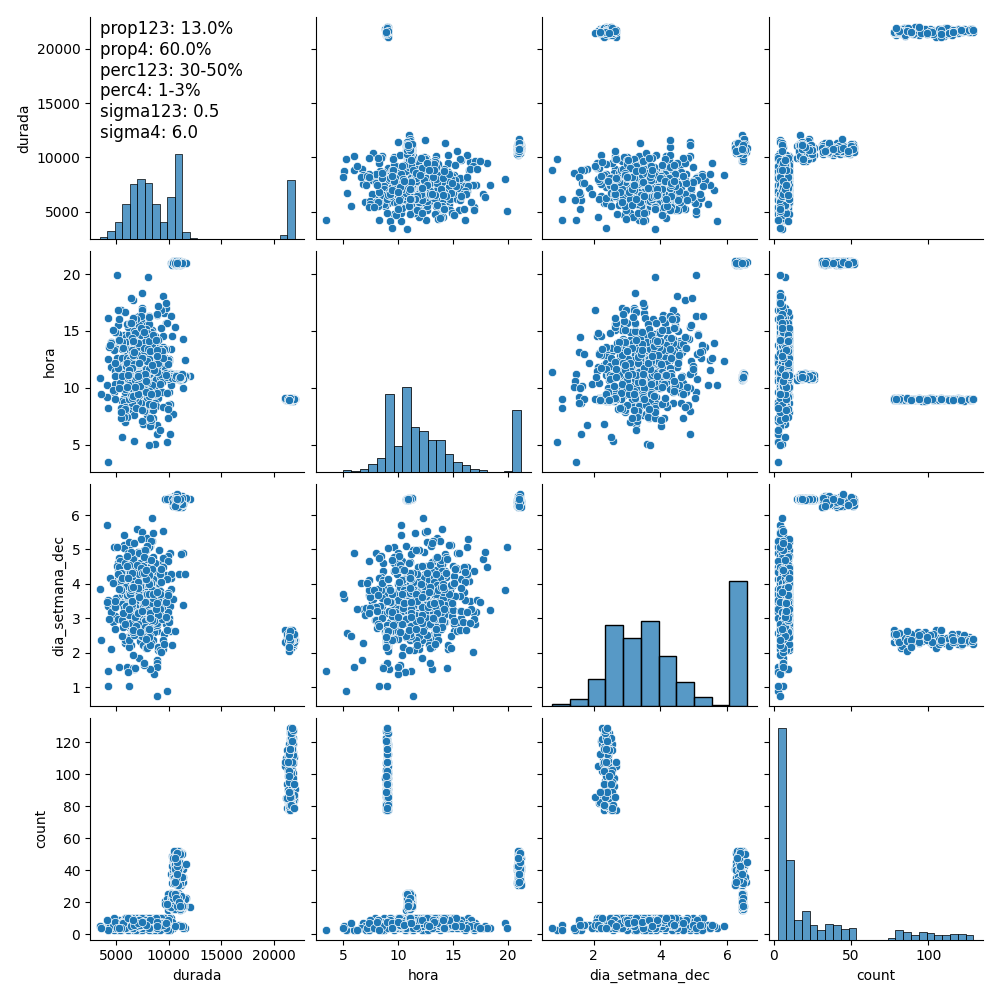 prop123: 13.0%
prop4: 60.0%
perc123: 30-50%
perc4: 1-3%
sigma123: 0.5
sigma4: 6.0
durada
20000
15000
10000
5000
hora
20
15
10
5
dia_setmana_dec
6
5
4
3
2
1
count
120
100
80
60
40
20
0
5000 10000 15000 20000
5 10 15 20
2 4 6
0 50 100
durada
hora
dia_setmana_dec
count